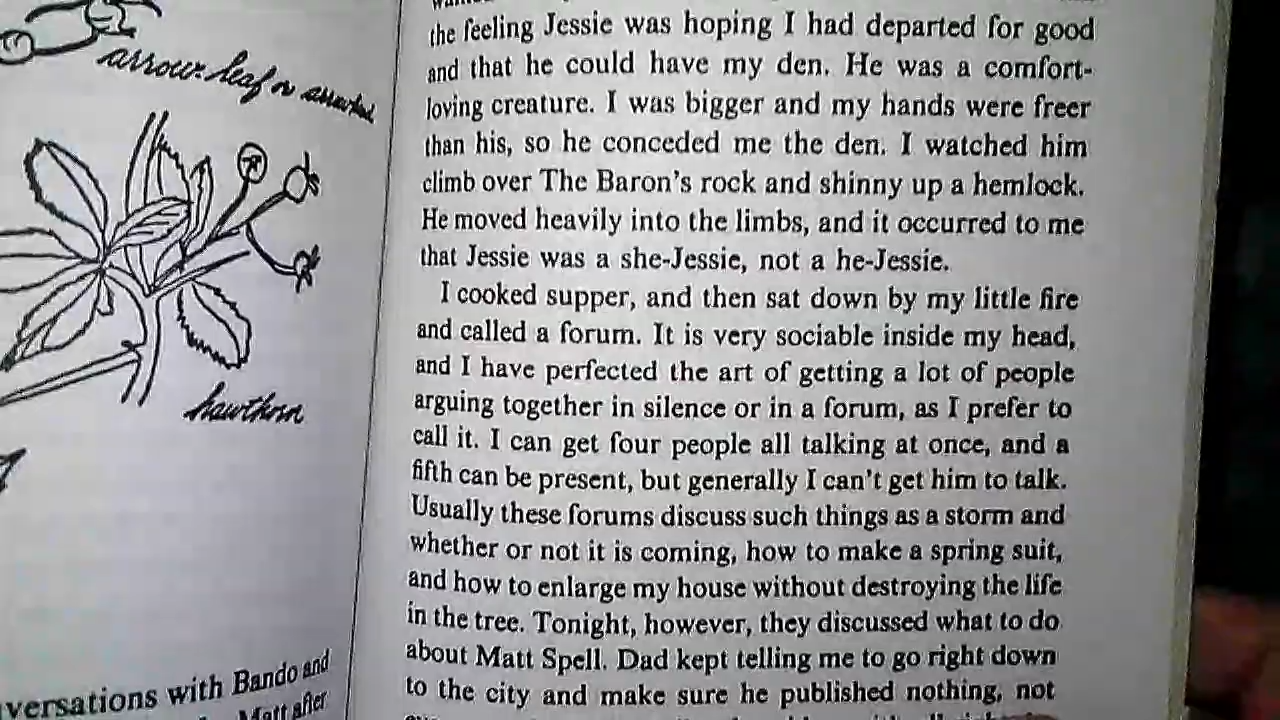 arrow-leaf or
hawthorn
versations with Bando and
Matt after
the feeling Jessie was hoping I had departed for good
and that he could have my den. He was a comfort-
loving creature. I was bigger and my hands were freer
than his, so he conceded me the den. I watched him
climb over The Baron's rock and shinny up a hemlock.
He moved heavily into the limbs, and it occurred to me
that Jessie was a she-Jessie, not a he-Jessie.
I cooked supper, and then sat down by my little fire
and called a forum. It is very sociable inside my head,
and I have perfected the art of getting a lot of people
arguing together in silence or in a forum, as I prefer to
call it. I can get four people all talking at once, and a
fifth can be present, but generally I can't get him to talk.
Usually these forums discuss such things as a storm and
whether or not it is coming, how to make a spring suit,
and how to enlarge my house without destroying the life
in the tree. Tonight, however, they discussed what to do
about Matt Spell. Dad kept telling me to go right down
to the city and make sure he published nothing, not